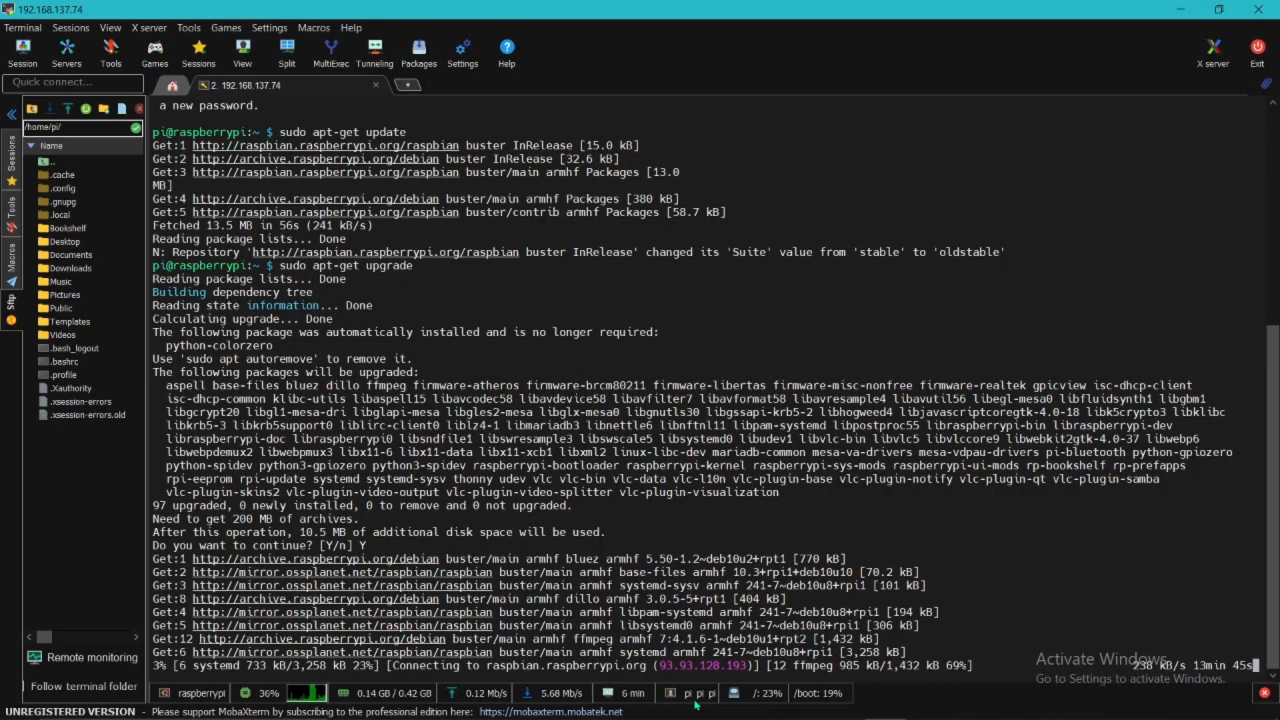 192.168.137.74
Terminal Sessions View X server Tools Games Settings Macros Help
Session Servers Tools Games Sessions View Split MultiExec Tunneling Packages Settings Help X server Exit
Quick connect...
2. 192.168.137.74
/home/pi/
Name
..
.cache
.config
.gnupg
.local
Bookshelf
Desktop
Documents
Downloads
Music
Pictures
Public
Templates
Videos
.bash_logout
.bashrc
.profile
.Xauthority
.xsession-errors
.xsession-errors.old
Sessions
Tools
Macros
Sftp
Remote monitoring
Follow terminal folder
a new password.
pi@raspberrypi:~ $ sudo apt-get update
Get:1 http://raspbian.raspberrypi.org/raspbian buster InRelease [15.0 kB]
Get:2 http://archive.raspberrypi.org/debian buster InRelease [32.6 kB]
Get:3 http://raspbian.raspberrypi.org/raspbian buster/main armhf Packages [13.0
MB]
Get:4 http://archive.raspberrypi.org/debian buster/main armhf Packages [380 kB]
Get:5 http://raspbian.raspberrypi.org/raspbian buster/contrib armhf Packages [58.7 kB]
Fetched 13.5 MB in 56s (241 kB/s)
Reading package lists... Done
N: Repository 'http://raspbian.raspberrypi.org/raspbian buster InRelease' changed its 'Suite' value from 'stable' to 'oldstable'
pi@raspberrypi:~ $ sudo apt-get upgrade
Reading package lists... Done
Building dependency tree
Reading state information... Done
Calculating upgrade... Done
The following package was automatically installed and is no longer required:
python-colorzero
Use 'sudo apt autoremove' to remove it.
The following packages will be upgraded:
aspell base-files bluez dillo ffmpeg firmware-atheros firmware-brcm80211 firmware-libertas firmware-misc-nonfree firmware-realtek gpicview isc-dhcp-client
isc-dhcp-common klibc-utils libaspell15 libavcodec58 libavdevice58 libavfilter7 libavformat58 libavresample4 libavutil56 libegl-mesa0 libfluidsynth1 libgbm1
libgcrypt20 libgl1-mesa-dri libglapi-mesa libgles2-mesa libglx-mesa0 libgnutls30 libgssapi-krb5-2 libhogweed4 libjavascriptcoregtk-4.0-18 libk5crypto3 libklibc
libkrb5-3 libkrb5support0 liblirc-client0 liblz4-1 libmariadb3 libnettle6 libnftnl11 libpam-systemd libpostproc55 libraspberrypi-bin libraspberrypi-dev
libraspberrypi-doc libraspberrypi0 libsndfile1 libswresample3 libswscale5 libsystemd0 libudev1 libvlc-bin libvlc5 libvlccore9 libwebkit2gtk-4.0-37 libwebp6
libwebpdemux2 libwebpmux3 libx11-6 libx11-data libx11-xcb1 libxml2 linux-libc-dev mariadb-common mesa-va-drivers mesa-vdpau-drivers pi-bluetooth python-gpiozero
python-spidev python3-gpiozero python3-spidev raspberrypi-bootloader raspberrypi-kernel raspberrypi-sys-mods raspberrypi-ui-mods rp-bookshelf rp-prefapps
rpi-eeprom rpi-update systemd systemd-sysv thonny udev vlc vlc-bin vlc-data vlc-l10n vlc-plugin-base vlc-plugin-notify vlc-plugin-qt vlc-plugin-samba
vlc-plugin-skins2 vlc-plugin-video-output vlc-plugin-video-splitter vlc-plugin-visualization
97 upgraded, 0 newly installed, 0 to remove and 0 not upgraded.
Need to get 200 MB of archives.
After this operation, 10.5 MB of additional disk space will be used.
Do you want to continue? [Y/n] Y
Get:1 http://archive.raspberrypi.org/debian buster/main armhf bluez armhf 5.50-1.2~deb10u2+rpt1 [770 kB]
Get:2 http://mirror.ossplanet.net/raspbian/raspbian buster/main armhf base-files armhf 10.3+rpi1+deb10u10 [70.2 kB]
Get:3 http://mirror.ossplanet.net/raspbian/raspbian buster/main armhf systemd-sysv armhf 241-7~deb10u8+rpi1 [101 kB]
Get:8 http://archive.raspberrypi.org/debian buster/main armhf dillo armhf 3.0.5-5+rpt1 [404 kB]
Get:4 http://mirror.ossplanet.net/raspbian/raspbian buster/main armhf libpam-systemd armhf 241-7~deb10u8+rpi1 [194 kB]
Get:5 http://mirror.ossplanet.net/raspbian/raspbian buster/main armhf libsystemd0 armhf 241-7~deb10u8+rpi1 [306 kB]
Get:12 http://archive.raspberrypi.org/debian buster/main armhf ffmpeg armhf 7:4.1.6-1~deb10u1+rpt2 [1,432 kB]
Get:6 http://mirror.ossplanet.net/raspbian/raspbian buster/main armhf systemd armhf 241-7~deb10u8+rpi1 [3,258 kB]
3% [6 systemd 733 kB/3,258 kB 23%] [Connecting to raspbian.raspberrypi.org (93.93.128.193)] [12 ffmpeg 985 kB/1,432 kB 69%] 238 kB/s 13min 45s
Activate Windows
Go to Settings to activate Windows.
raspberrypi 36% 0.14 GB / 0.42 GB 0.12 Mb/s 5.68 Mb/s 6 min pi pi pi /: 23% /boot: 19%
UNREGISTERED VERSION - Please support MobaXterm by subscribing to the professional edition here: https://mobaxterm.mobatek.net